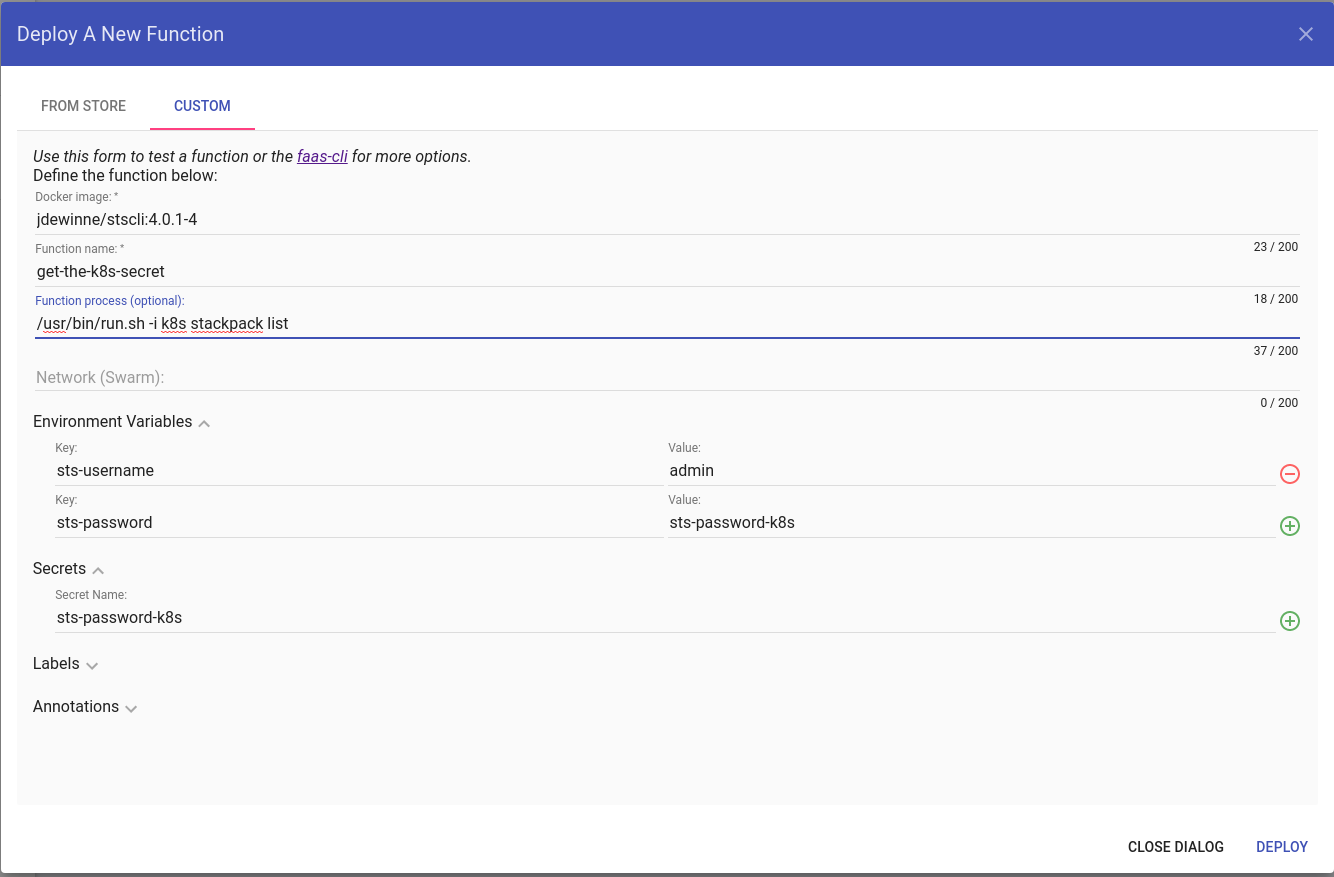 Deploy A New Function
FROM STORE CUSTOM
Use this form to test a function or the faas-cli for more options.
Define the function below:
Docker image: *
jdewinne/stscli:4.0.1-4
23 / 200
Function name: *
get-the-k8s-secret
18 / 200
Function process (optional):
/usr/bin/run.sh -i k8s stackpack list
37 / 200
Network (Swarm):
0 / 200
Environment Variables
Key: Value:
sts-username admin
Key: Value:
sts-password sts-password-k8s
Secrets
Secret Name:
sts-password-k8s
Labels
Annotations
CLOSE DIALOG DEPLOY